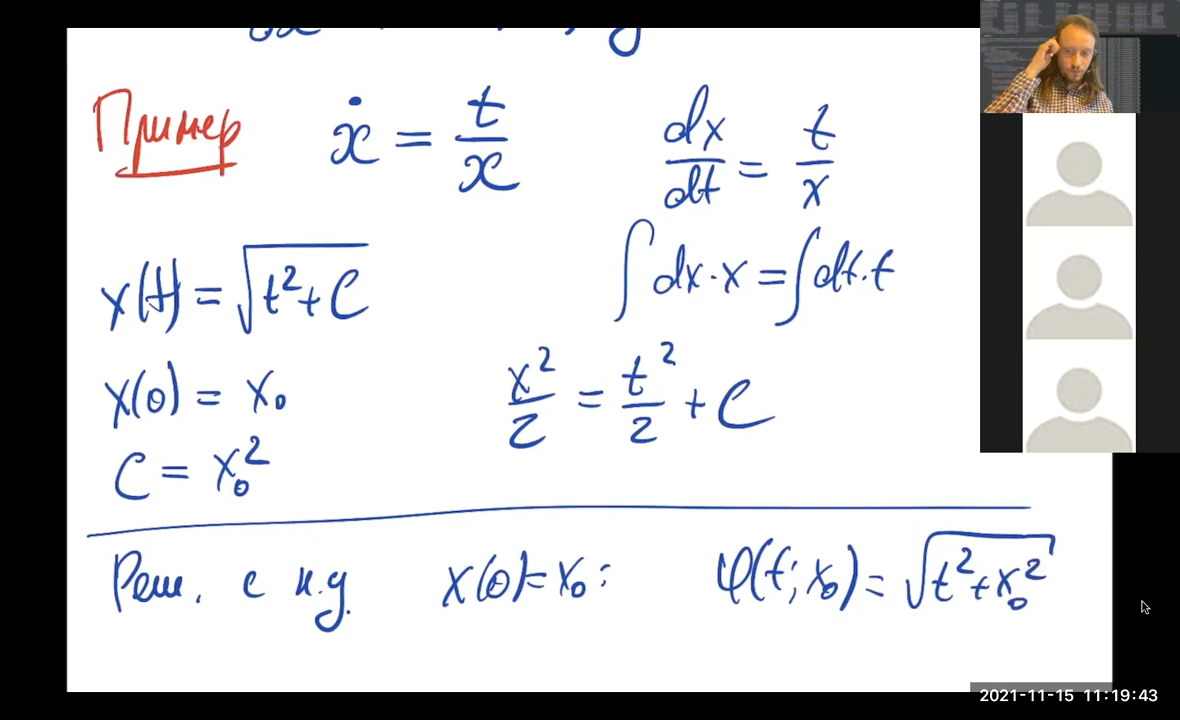 Пример ẋ = t/x dx/dt = t/x
x(t) = √(t²+C) ∫dx·x = ∫dt·t
x(0) = x₀ x²/2 = t²/2 + C
C = x₀²
Реш. с н.у. x(0)=x₀: φ(t; x₀) = √(t²+x₀²)
2021-11-15 11:19:43